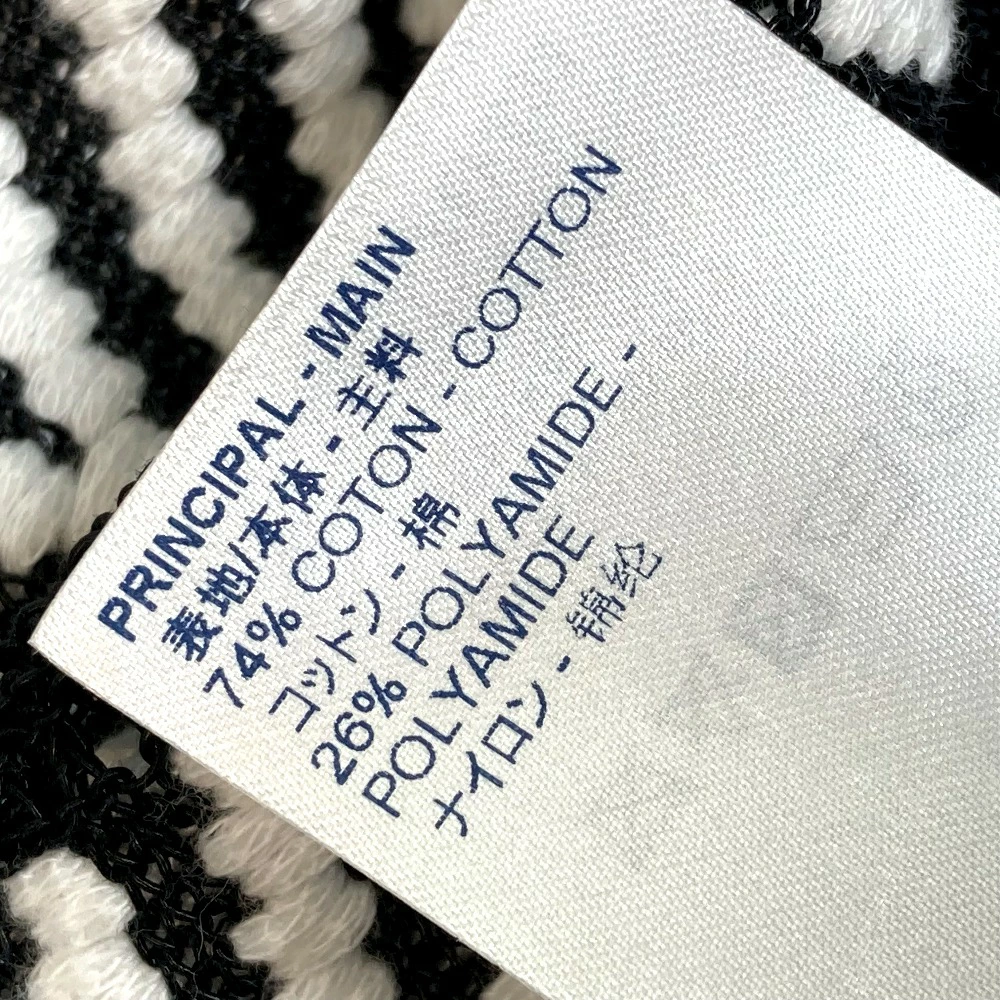 PRINCIPAL - MAIN
表地/本体 - 主料
74% COTON - COTTON
コットン - 棉
26% POLYAMIDE -
POLYAMIDE
ナイロン - 锦纶